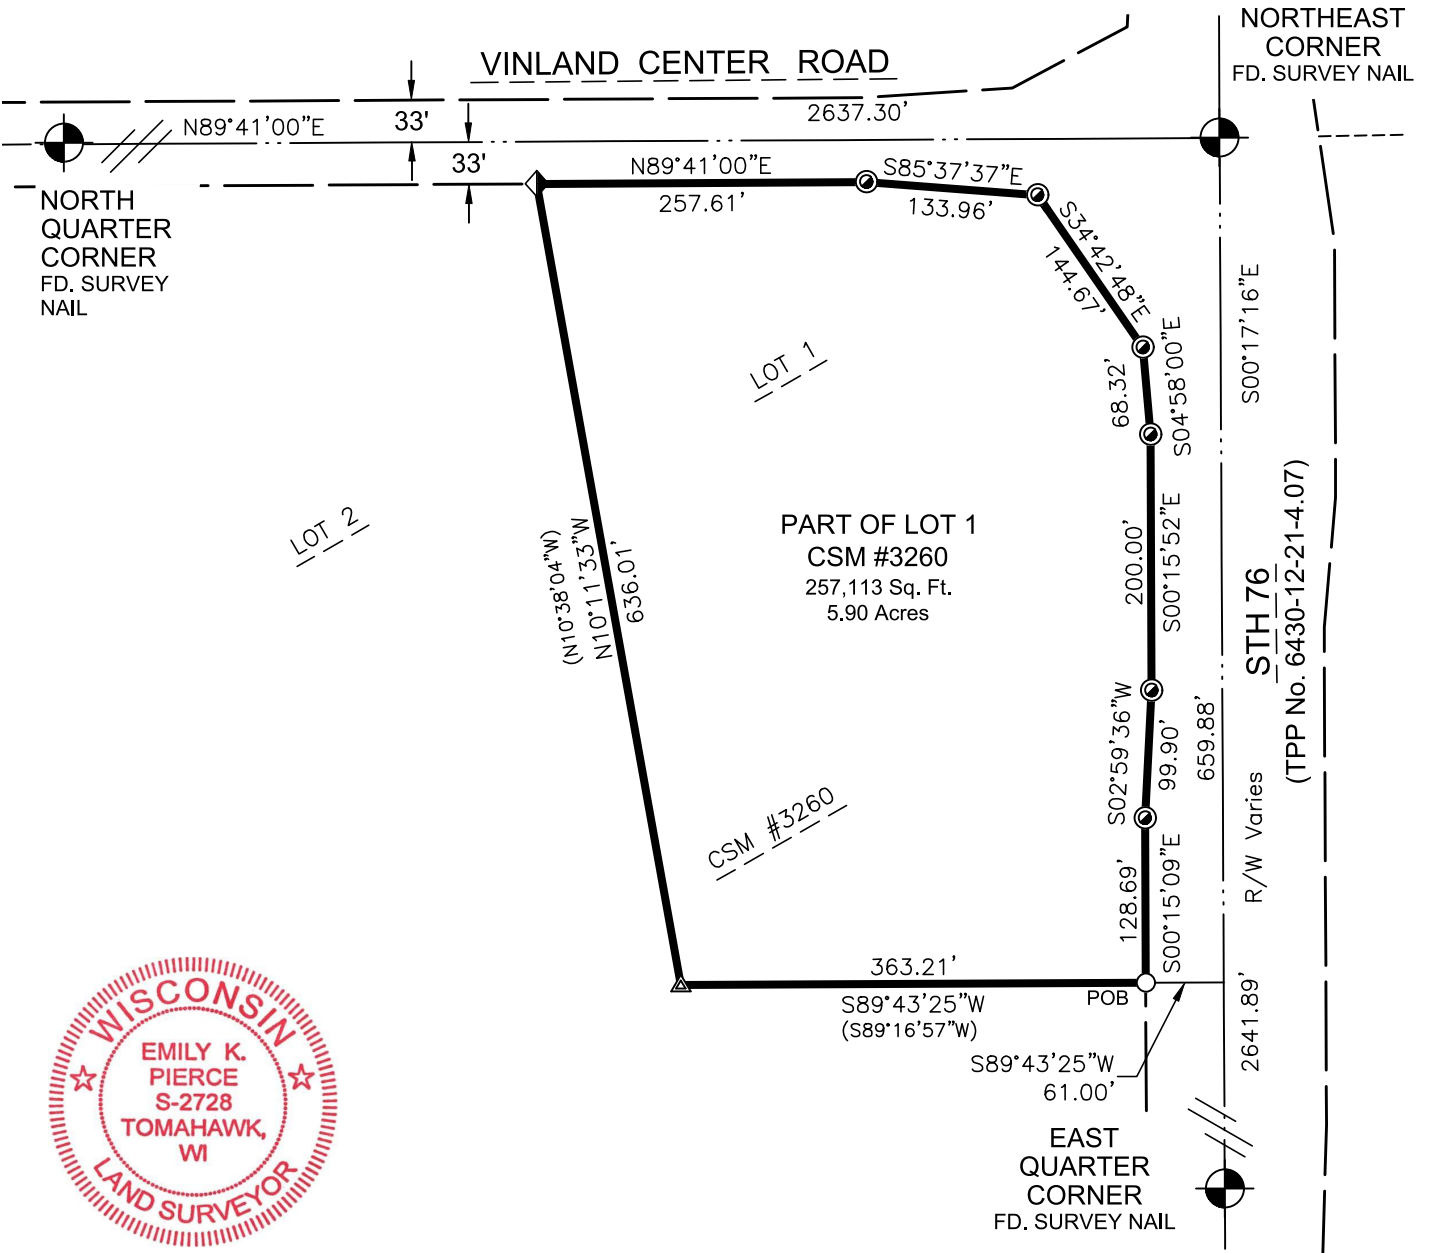 NORTHEAST
CORNER
FD. SURVEY NAIL
VINLAND CENTER ROAD
2637.30'
N89°41'00"E
33'
33'
NORTH
QUARTER
CORNER
FD. SURVEY
NAIL
N89°41'00"E
257.61'
S85°37'37"E
133.96'
S34°42'48"E
144.67'
S04°58'00"E
68.32'
S00°17'16"E
LOT 1
LOT 2
PART OF LOT 1
CSM #3260
257,113 Sq. Ft.
5.90 Acres
(N10°38'04"W)
N10°11'33"W
636.01'
200.00'
S00°15'52"E
STH 76
(TPP No. 6430-12-21-4.07)
S02°59'36"W
99.90'
659.88'
R/W Varies
CSM #3260
128.69'
S00°15'09"E
363.21'
S89°43'25"W
(S89°16'57"W)
POB
S89°43'25"W
61.00'
2641.89'
EAST
QUARTER
CORNER
FD. SURVEY NAIL
WISCONSIN
EMILY K.
PIERCE
S-2728
TOMAHAWK,
WI
LAND SURVEYOR